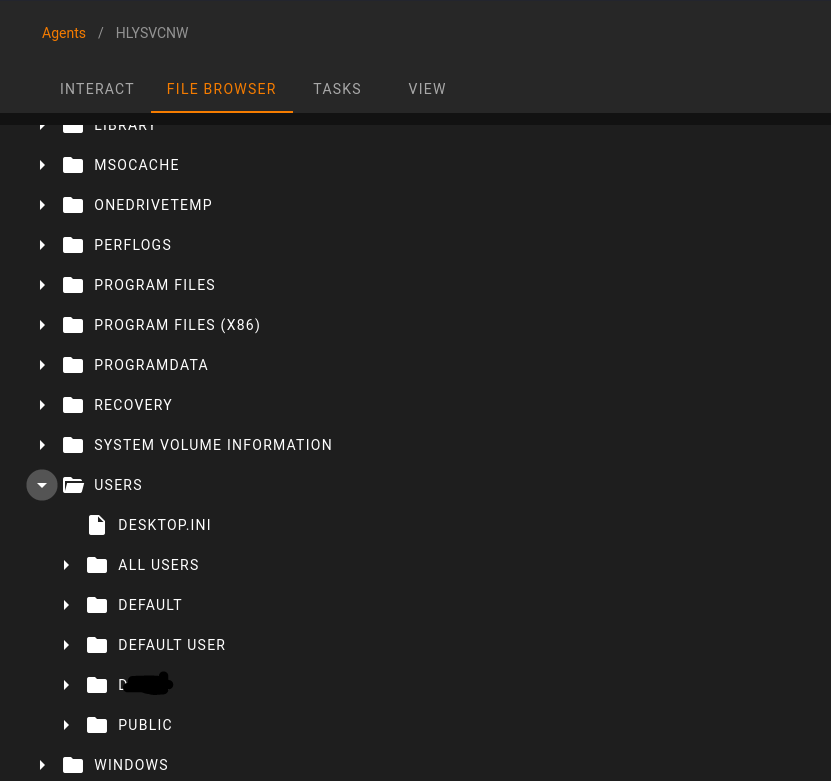 Agents / HLYSVCNW
INTERACT FILE BROWSER TASKS VIEW
LIBRARY
MSOCACHE
ONEDRIVETEMP
PERFLOGS
PROGRAM FILES
PROGRAM FILES (X86)
PROGRAMDATA
RECOVERY
SYSTEM VOLUME INFORMATION
USERS
DESKTOP.INI
ALL USERS
DEFAULT
DEFAULT USER
PUBLIC
WINDOWS